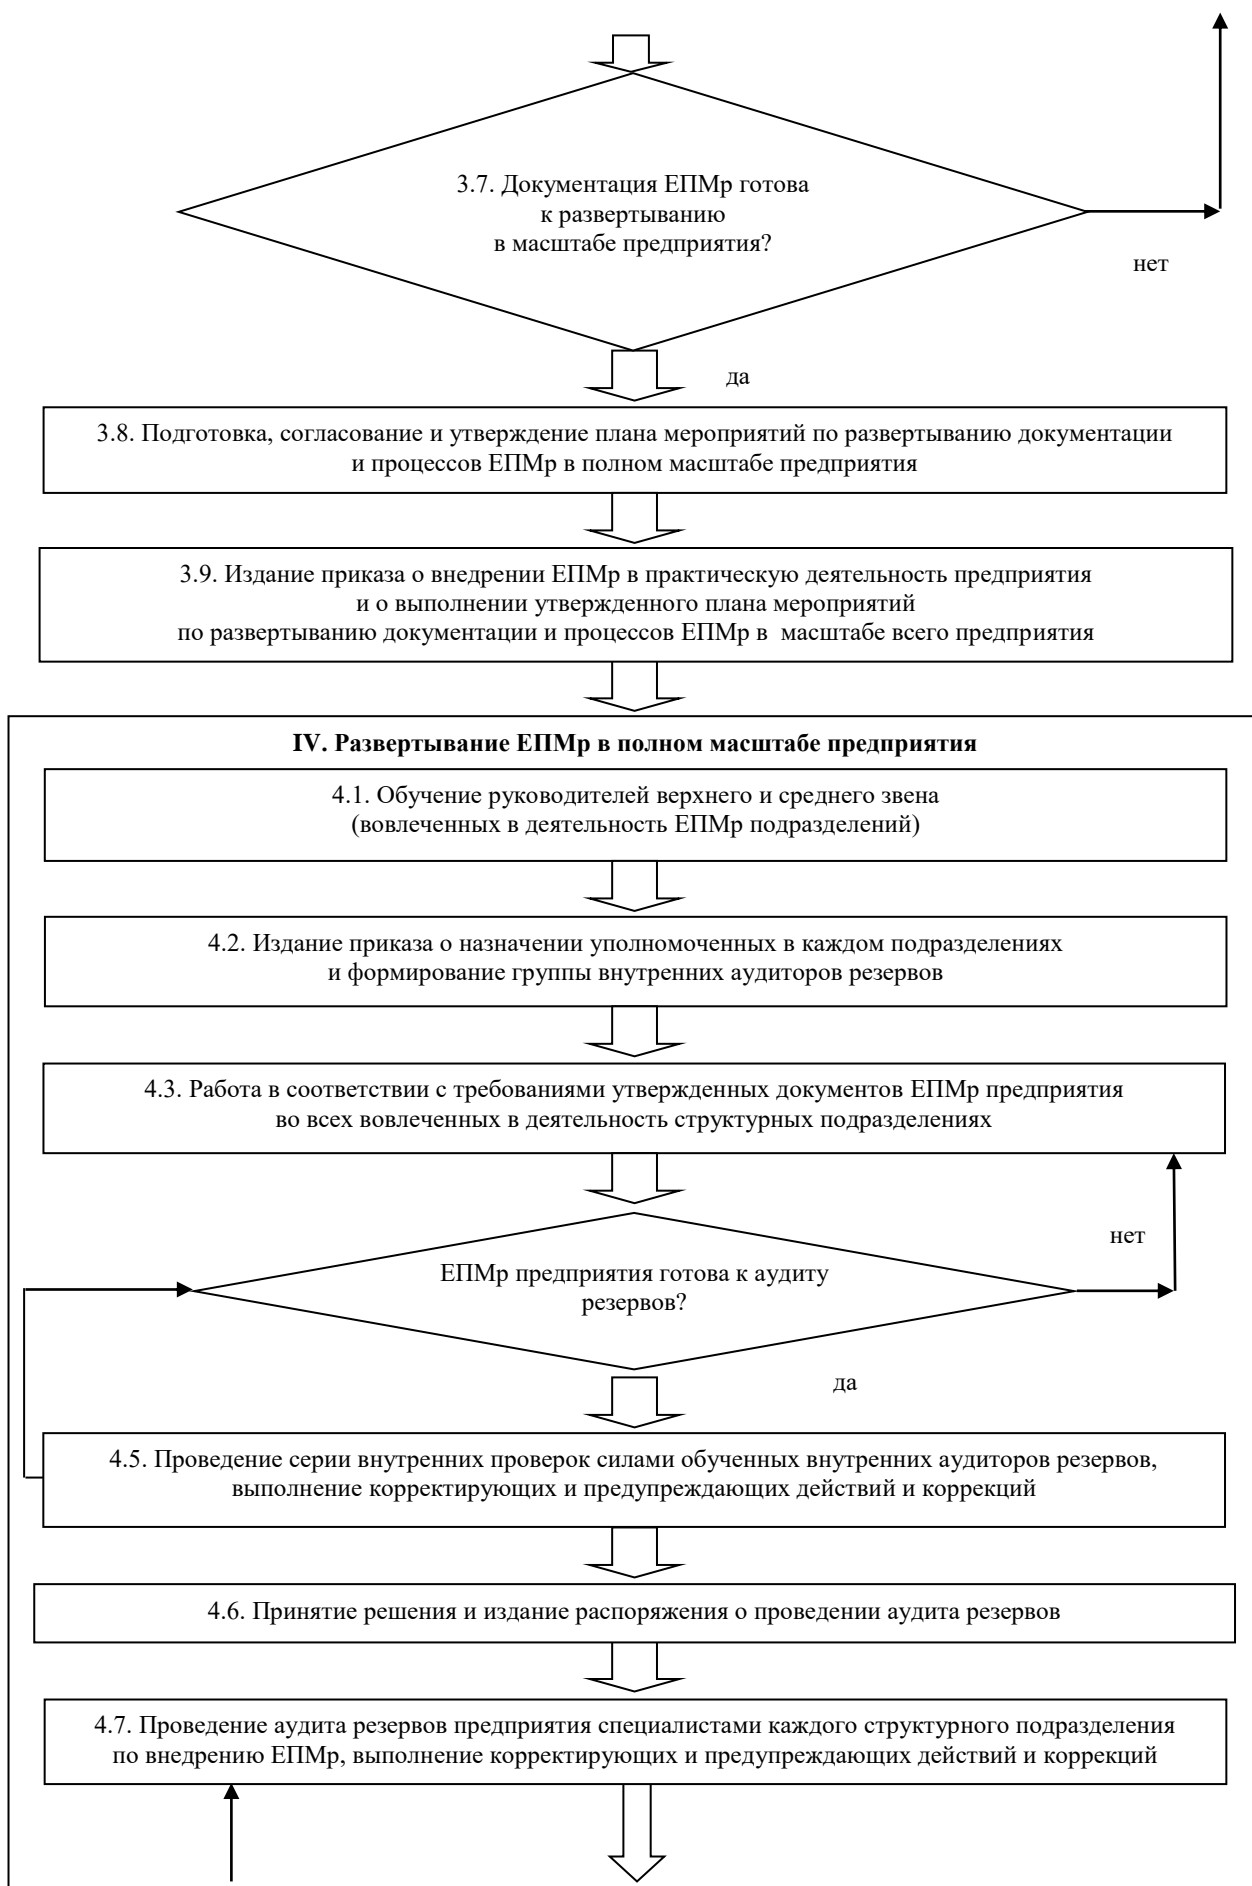 3.7. Документация ЕПМр готова
к развертыванию
в масштабе предприятия?
нет
да
3.8. Подготовка, согласование и утверждение плана мероприятий по развертыванию документации
и процессов ЕПМр в полном масштабе предприятия
3.9. Издание приказа о внедрении ЕПМр в практическую деятельность предприятия
и о выполнении утвержденного плана мероприятий
по развертыванию документации и процессов ЕПМр в масштабе всего предприятия
IV. Развертывание ЕПМр в полном масштабе предприятия
4.1. Обучение руководителей верхнего и среднего звена
(вовлеченных в деятельность ЕПМр подразделений)
4.2. Издание приказа о назначении уполномоченных в каждом подразделениях
и формирование группы внутренних аудиторов резервов
4.3. Работа в соответствии с требованиями утвержденных документов ЕПМр предприятия
во всех вовлеченных в деятельность структурных подразделениях
нет
ЕПМр предприятия готова к аудиту
резервов?
да
4.5. Проведение серии внутренних проверок силами обученных внутренних аудиторов резервов,
выполнение корректирующих и предупреждающих действий и коррекций
4.6. Принятие решения и издание распоряжения о проведении аудита резервов
4.7. Проведение аудита резервов предприятия специалистами каждого структурного подразделения
по внедрению ЕПМр, выполнение корректирующих и предупреждающих действий и коррекций